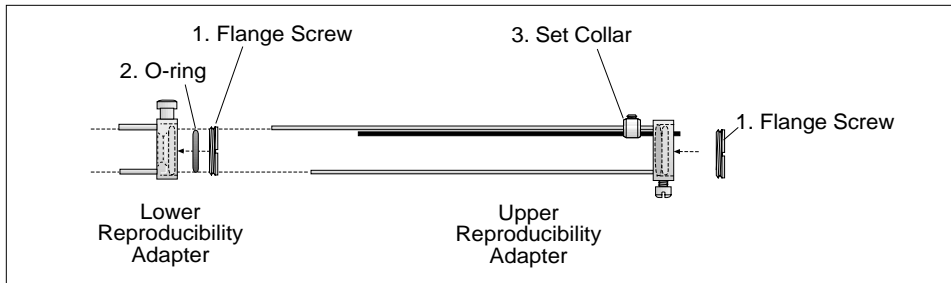 1. Flange Screw
3. Set Collar
2. O-ring
1. Flange Screw
Lower
Reproducibility
Adapter
Upper
Reproducibility
Adapter